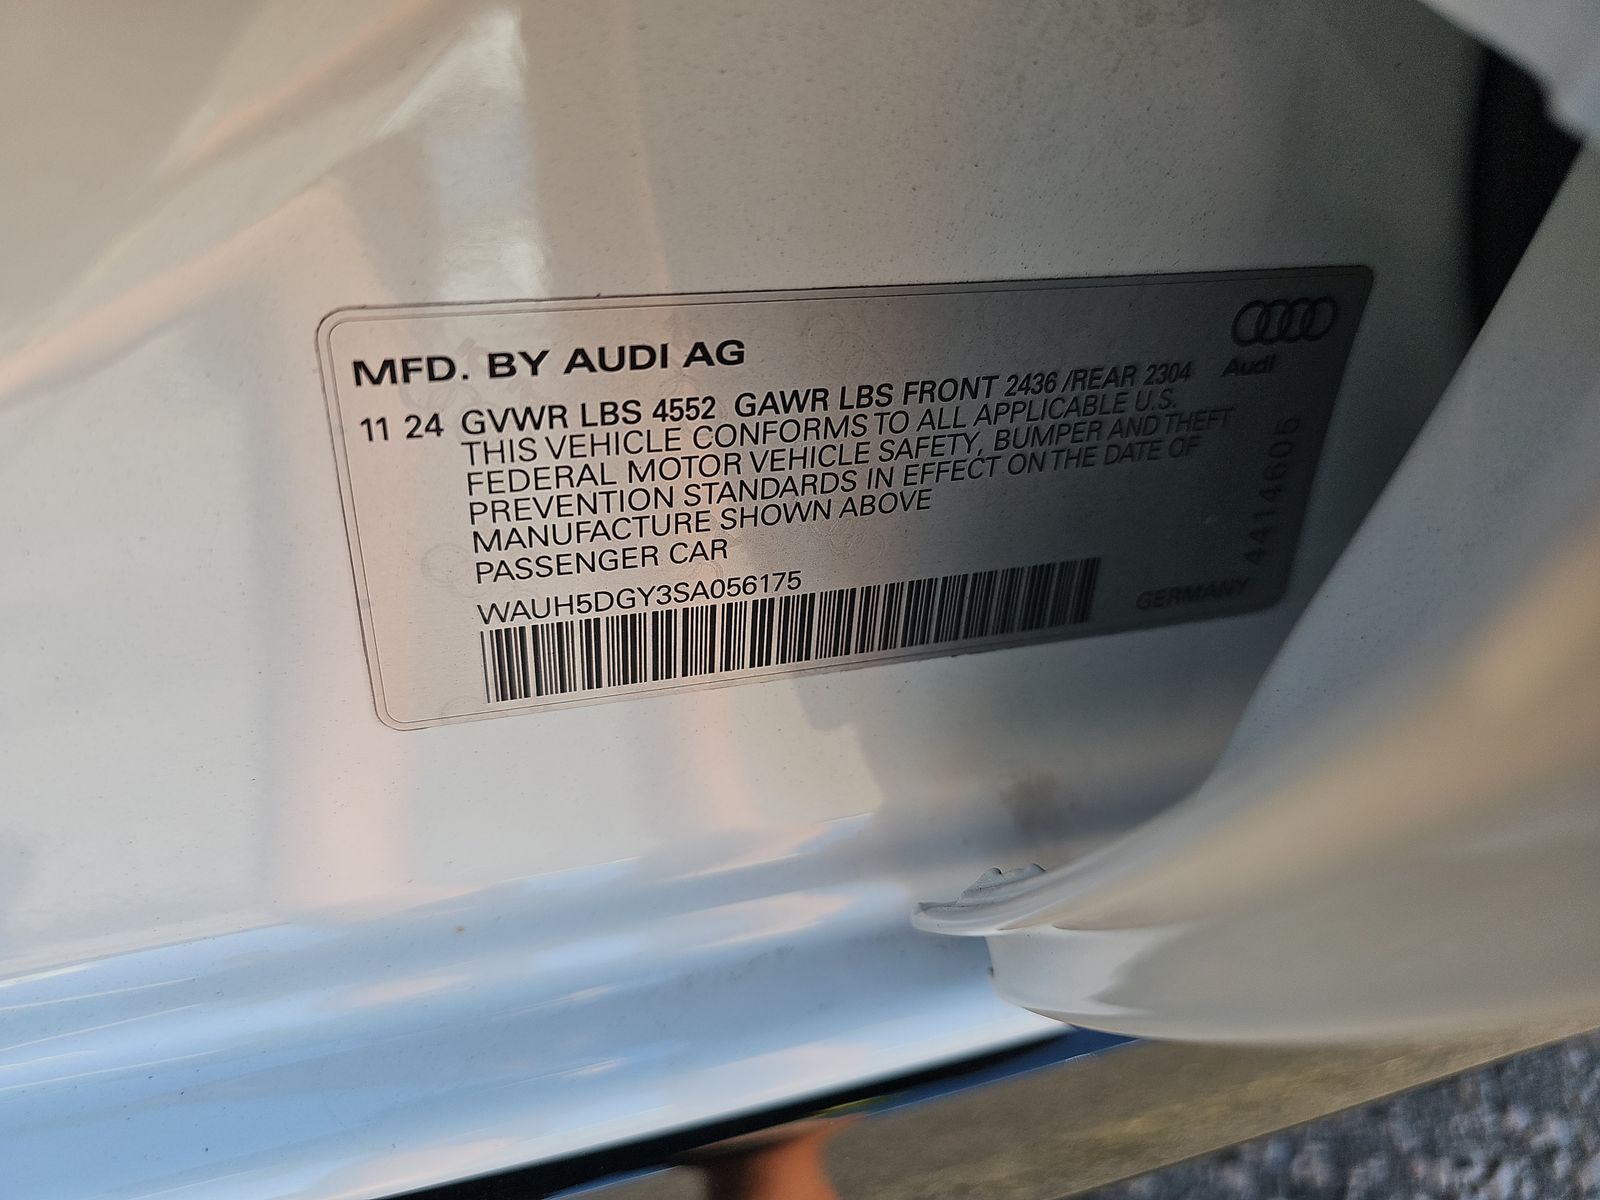 MFD. BY AUDI AG
Audi
11 24 GVWR LBS 4552 GAWR LBS FRONT 2436 /REAR 2304
THIS VEHICLE CONFORMS TO ALL APPLICABLE U.S.
FEDERAL MOTOR VEHICLE SAFETY, BUMPER AND THEFT
PREVENTION STANDARDS IN EFFECT ON THE DATE OF
MANUFACTURE SHOWN ABOVE
PASSENGER CAR
WAUH5DGY3SA056175
GERMANY
4414605